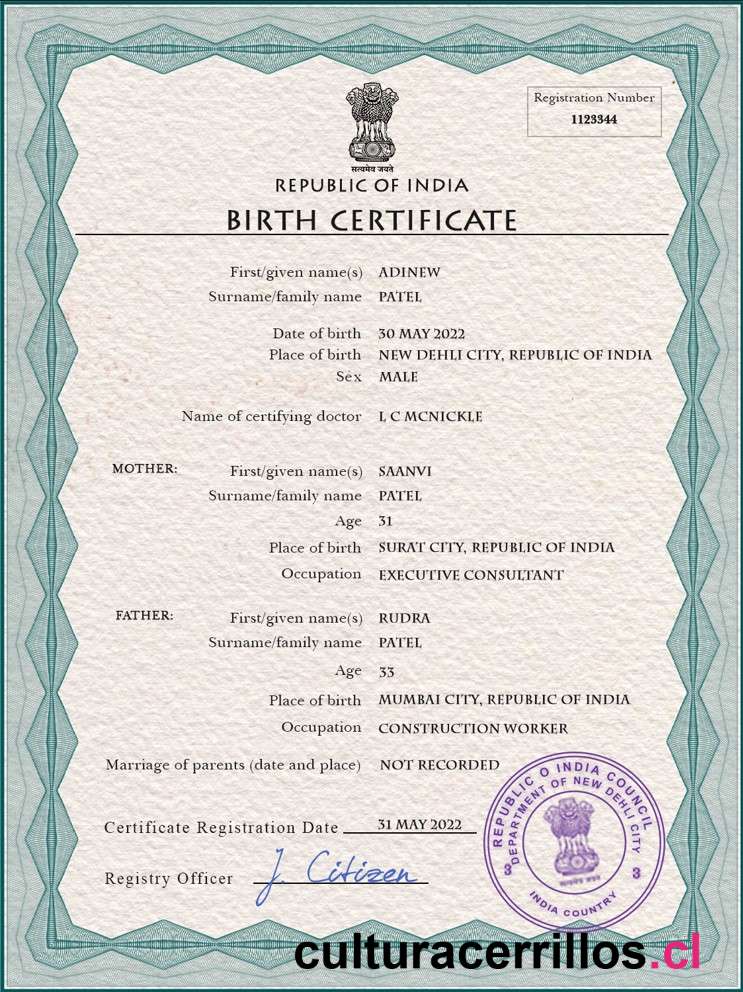 Registration Number
1123344
सत्यमेव जयते
REPUBLIC OF INDIA
BIRTH CERTIFICATE
First/given name(s) ADINEW
Surname/family name PATEL
Date of birth 30 MAY 2022
Place of birth NEW DEHLI CITY, REPUBLIC OF INDIA
Sex MALE
Name of certifying doctor L C MCNICKLE
MOTHER: First/given name(s) SAANVI
Surname/family name PATEL
Age 31
Place of birth SURAT CITY, REPUBLIC OF INDIA
Occupation EXECUTIVE CONSULTANT
FATHER: First/given name(s) RUDRA
Surname/family name PATEL
Age 33
Place of birth MUMBAI CITY, REPUBLIC OF INDIA
Occupation CONSTRUCTION WORKER
Marriage of parents (date and place) NOT RECORDED
Certificate Registration Date 31 MAY 2022
Registry Officer J. Citizen
REPUBLIC O INDIA COUNCIL
DEPARTMENT OF NEW DEHLI CITY
3 3
सत्यमेव जयते
INDIA COUNTRY
culturacerrillos.cl